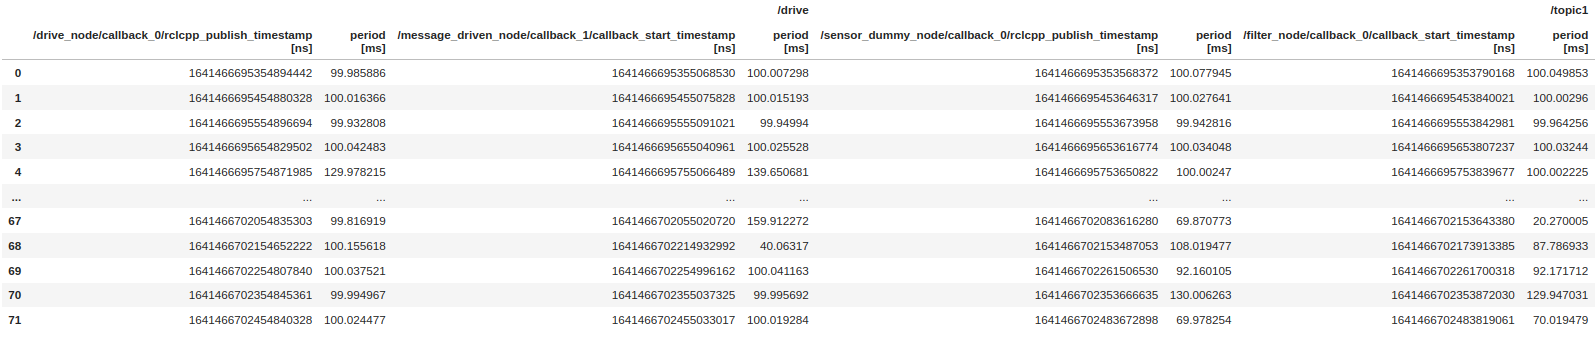 /drive /topic1
/drive_node/callback_0/rclcpp_publish_timestamp period /message_driven_node/callback_1/callback_start_timestamp period /sensor_dummy_node/callback_0/rclcpp_publish_timestamp period /filter_node/callback_0/callback_start_timestamp period
[ns] [ms] [ns] [ms] [ns] [ms] [ns] [ms]
0 1641466695354894442 99.985886 1641466695355068530 100.007298 1641466695353568372 100.077945 1641466695353790168 100.049853
1 1641466695454880328 100.016366 1641466695455075828 100.015193 1641466695453646317 100.027641 1641466695453840021 100.00296
2 1641466695554896694 99.932808 1641466695555091021 99.94994 1641466695553673958 99.942816 1641466695553842981 99.964256
3 1641466695654829502 100.042483 1641466695655040961 100.025528 1641466695653616774 100.034048 1641466695653807237 100.03244
4 1641466695754871985 129.978215 1641466695755066489 139.650681 1641466695753650822 100.00247 1641466695753839677 100.002225
... ... ... ... ... ... ... ... ...
67 1641466702054835303 99.816919 1641466702055020720 159.912272 1641466702083616280 69.870773 1641466702153643380 20.270005
68 1641466702154652222 100.155618 1641466702214932992 40.06317 1641466702153487053 108.019477 1641466702173913385 87.786933
69 1641466702254807840 100.037521 1641466702254996162 100.041163 1641466702261506530 92.160105 1641466702261700318 92.171712
70 1641466702354845361 99.994967 1641466702355037325 99.995692 1641466702353666635 130.006263 1641466702353872030 129.947031
71 1641466702454840328 100.024477 1641466702455033017 100.019284 1641466702483672898 69.978254 1641466702483819061 70.019479